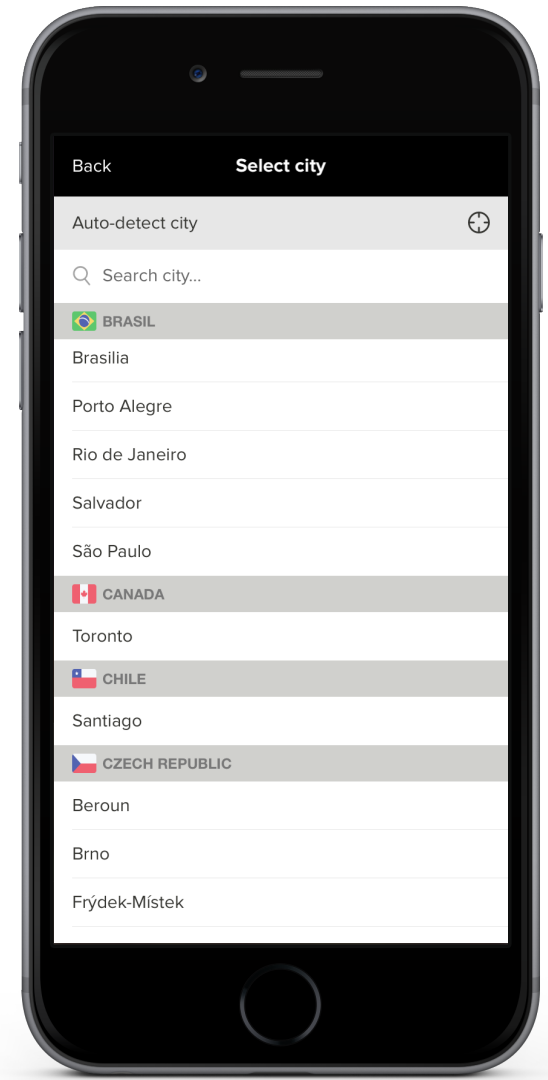 Back
Select city
Auto-detect city
Search city...
BRASIL
Brasilia
Porto Alegre
Rio de Janeiro
Salvador
São Paulo
CANADA
Toronto
CHILE
Santiago
CZECH REPUBLIC
Beroun
Brno
Frýdek-Místek